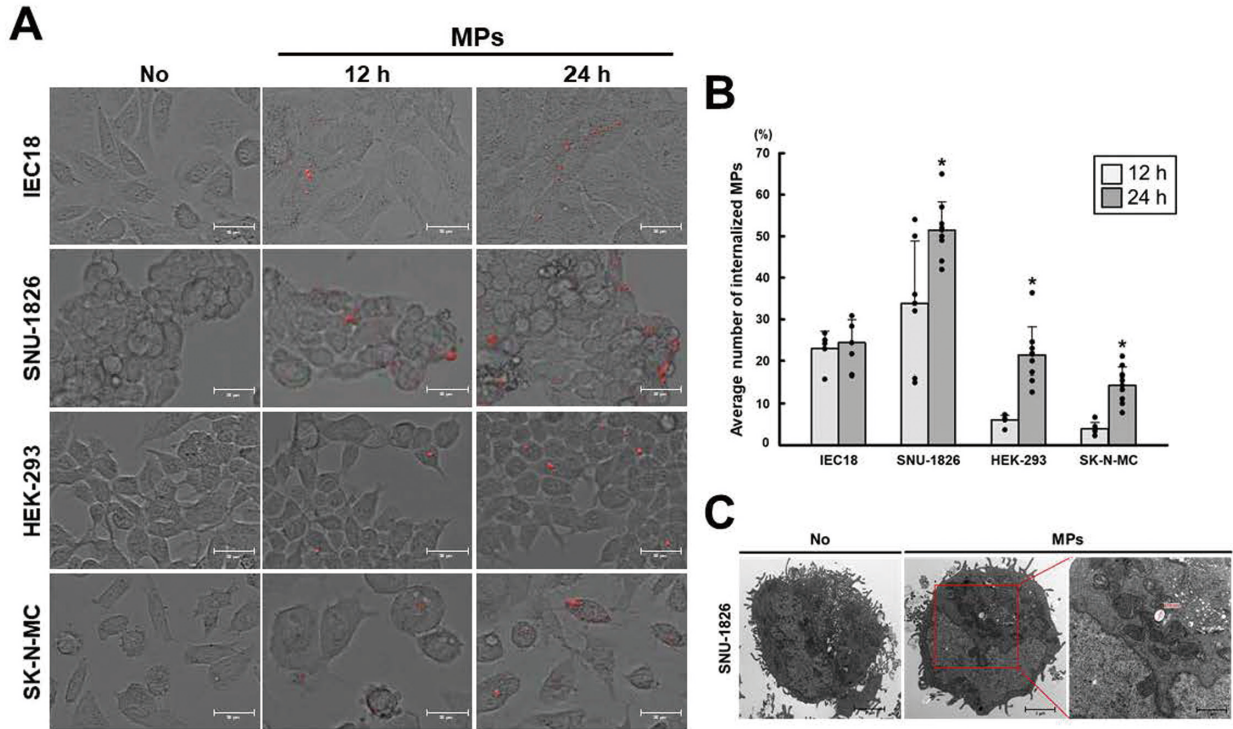 A
MPs
No
12 h
24 h
IEC18
SNU-1826
HEK-293
SK-N-MC
B
(%)
Average number of internalized MPs
70
60
50
40
30
20
10
0
*
*
*
12 h
24 h
IEC18
SNU-1826
HEK-293
SK-N-MC
C
No
MPs
SNU-1826